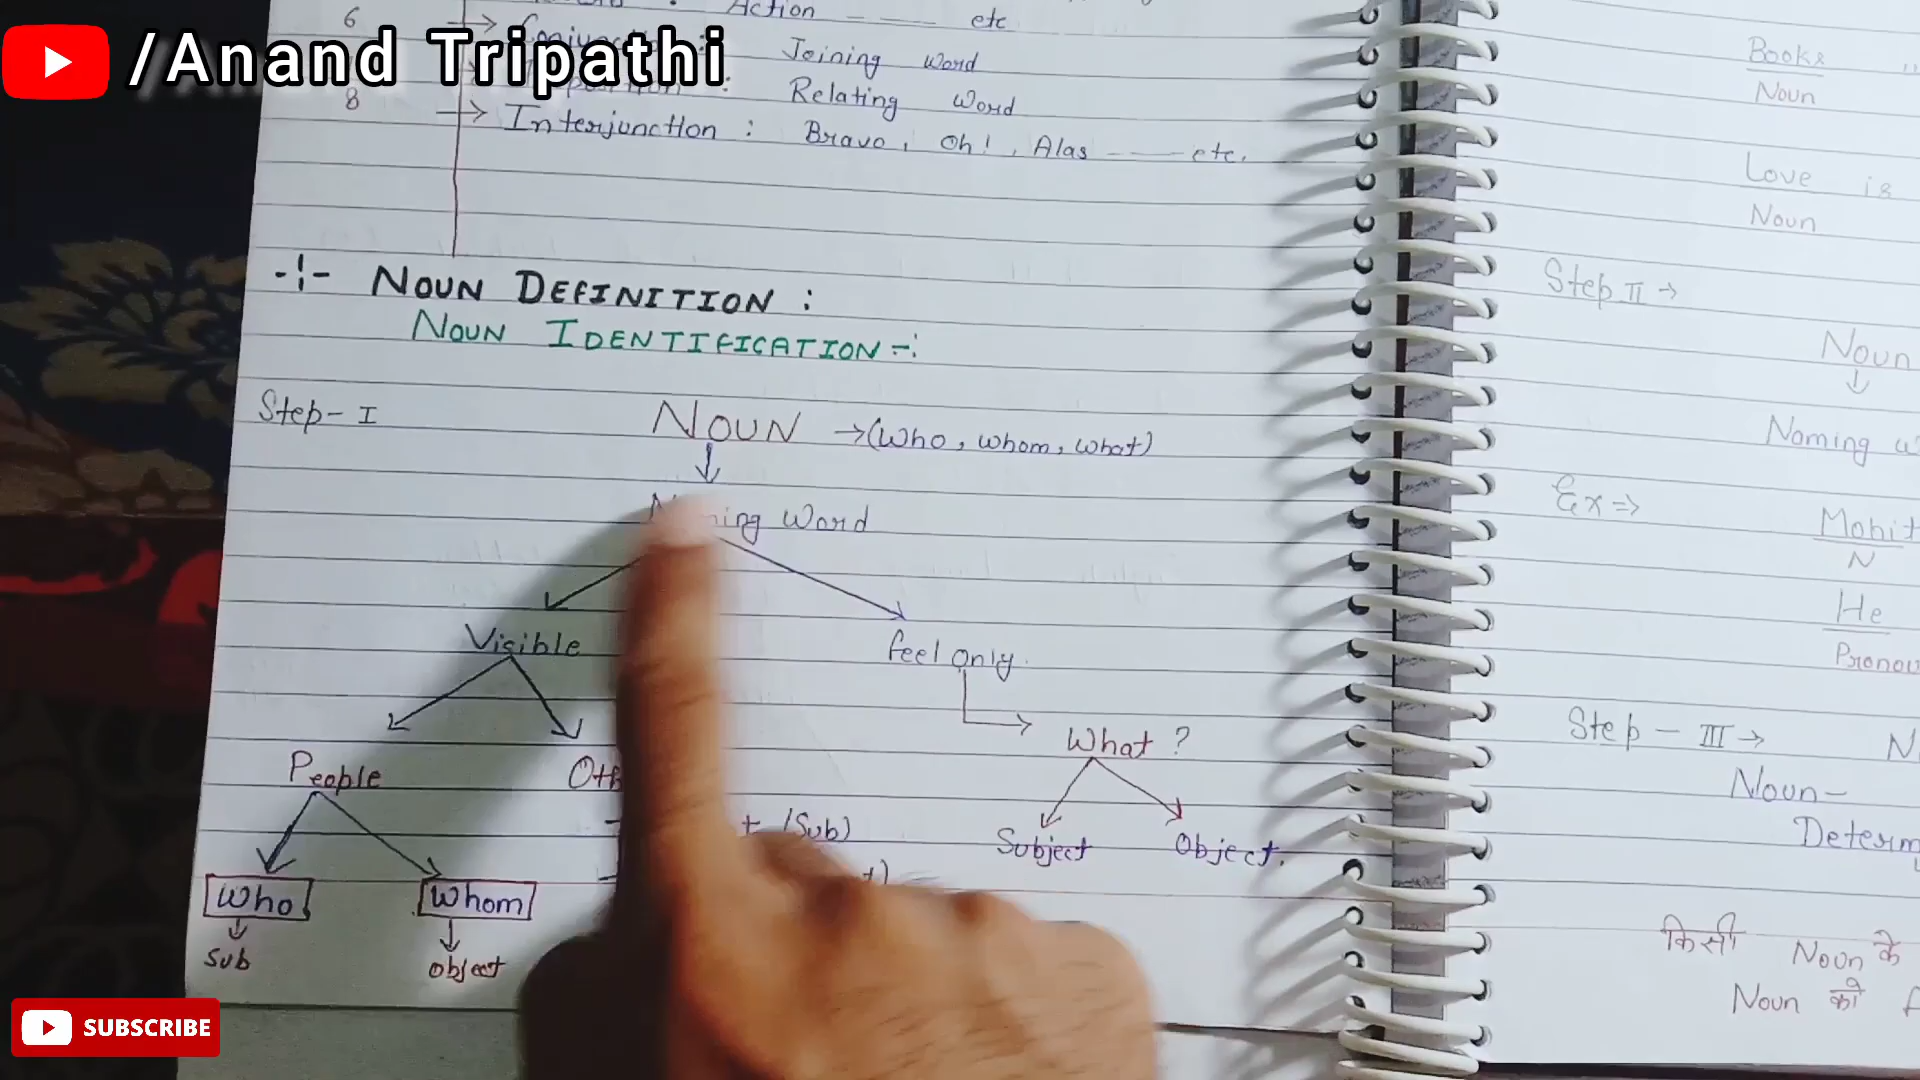 /Anand Tripathi
6
: Action ---- etc
Joining Word
: Relating Word
8
Interjunction : Bravo, Oh!, Alas ---- etc.
NOUN DEFINITION :
NOUN IDENTIFICATION -:
Step-I
NOUN →(Who, whom, what)
Naming Word
Visible
feel only
People
What ?
+ (Sub)
Subject
Object.
Who
Whom
Sub
object
SUBSCRIBE
Books
Noun
Love is
Noun
Step II →
Noun
Ex ⇒
Mohit
N
He
Step - III →
Noun-
किसी Noun के
Noun को